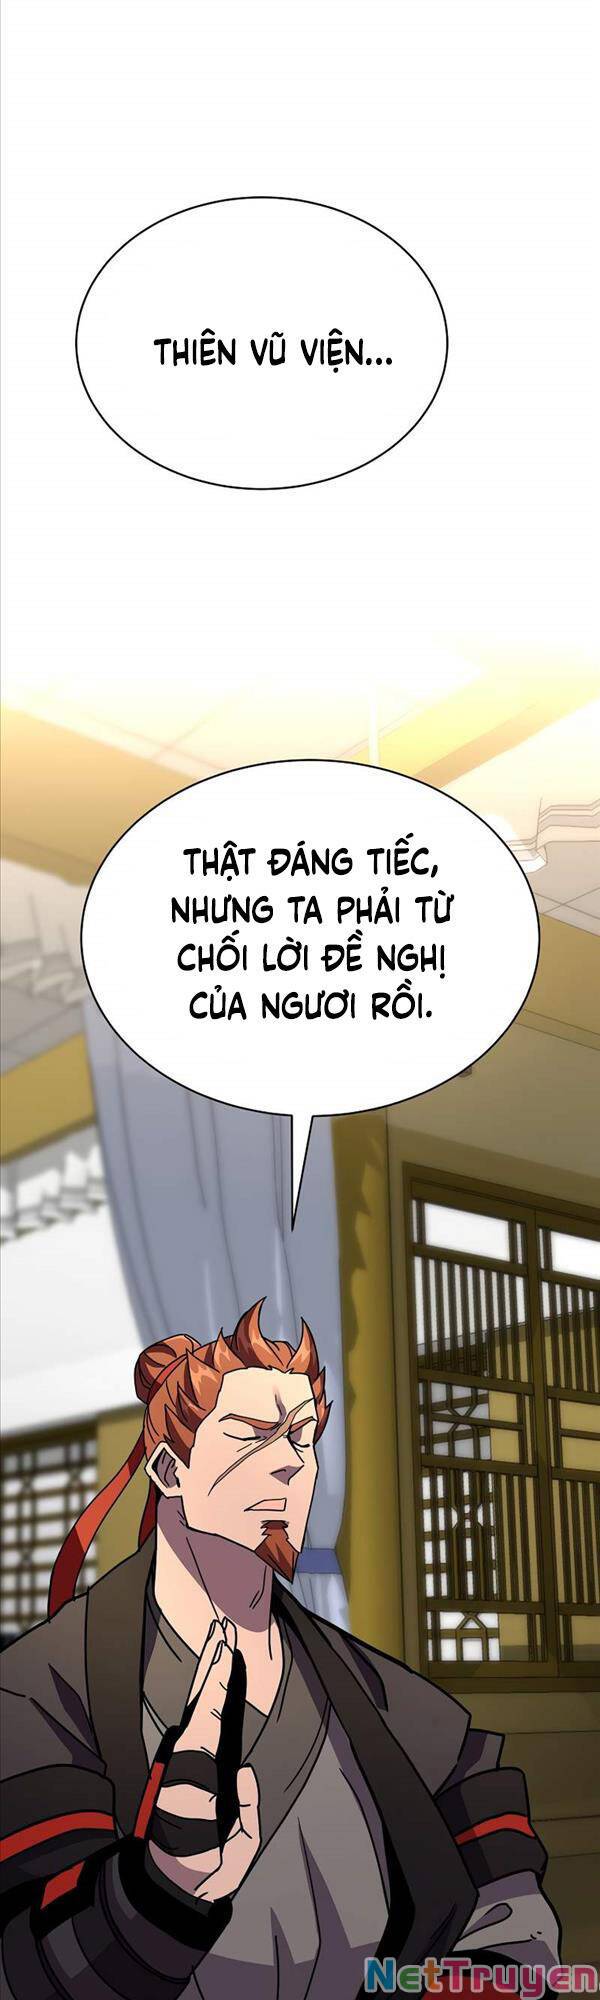 THIÊN VŨ VIỆN...
THẬT ĐÁNG TIẾC,
NHƯNG TA PHẢI TỪ
CHỐI LỜI ĐỀ NGHỊ
CỦA NGƯƠI RỒI.
NETTRUYEN